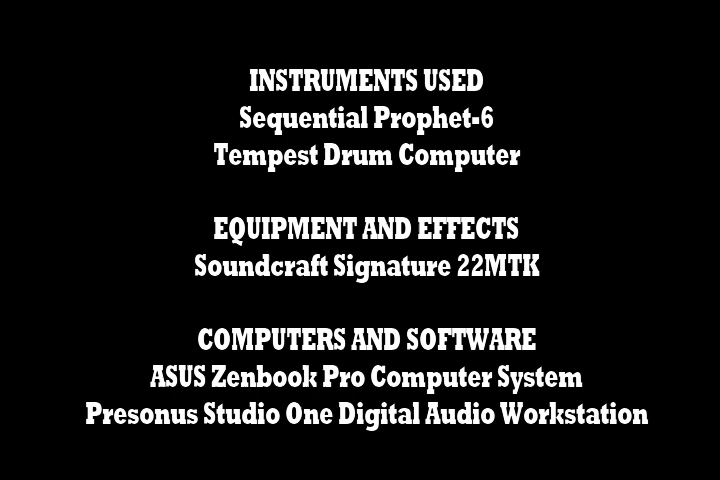 INSTRUMENTS USED
Sequential Prophet-6
Tempest Drum Computer
EQUIPMENT AND EFFECTS
Soundcraft Signature 22MTK
COMPUTERS AND SOFTWARE
ASUS Zenbook Pro Computer System
Presonus Studio One Digital Audio Workstation